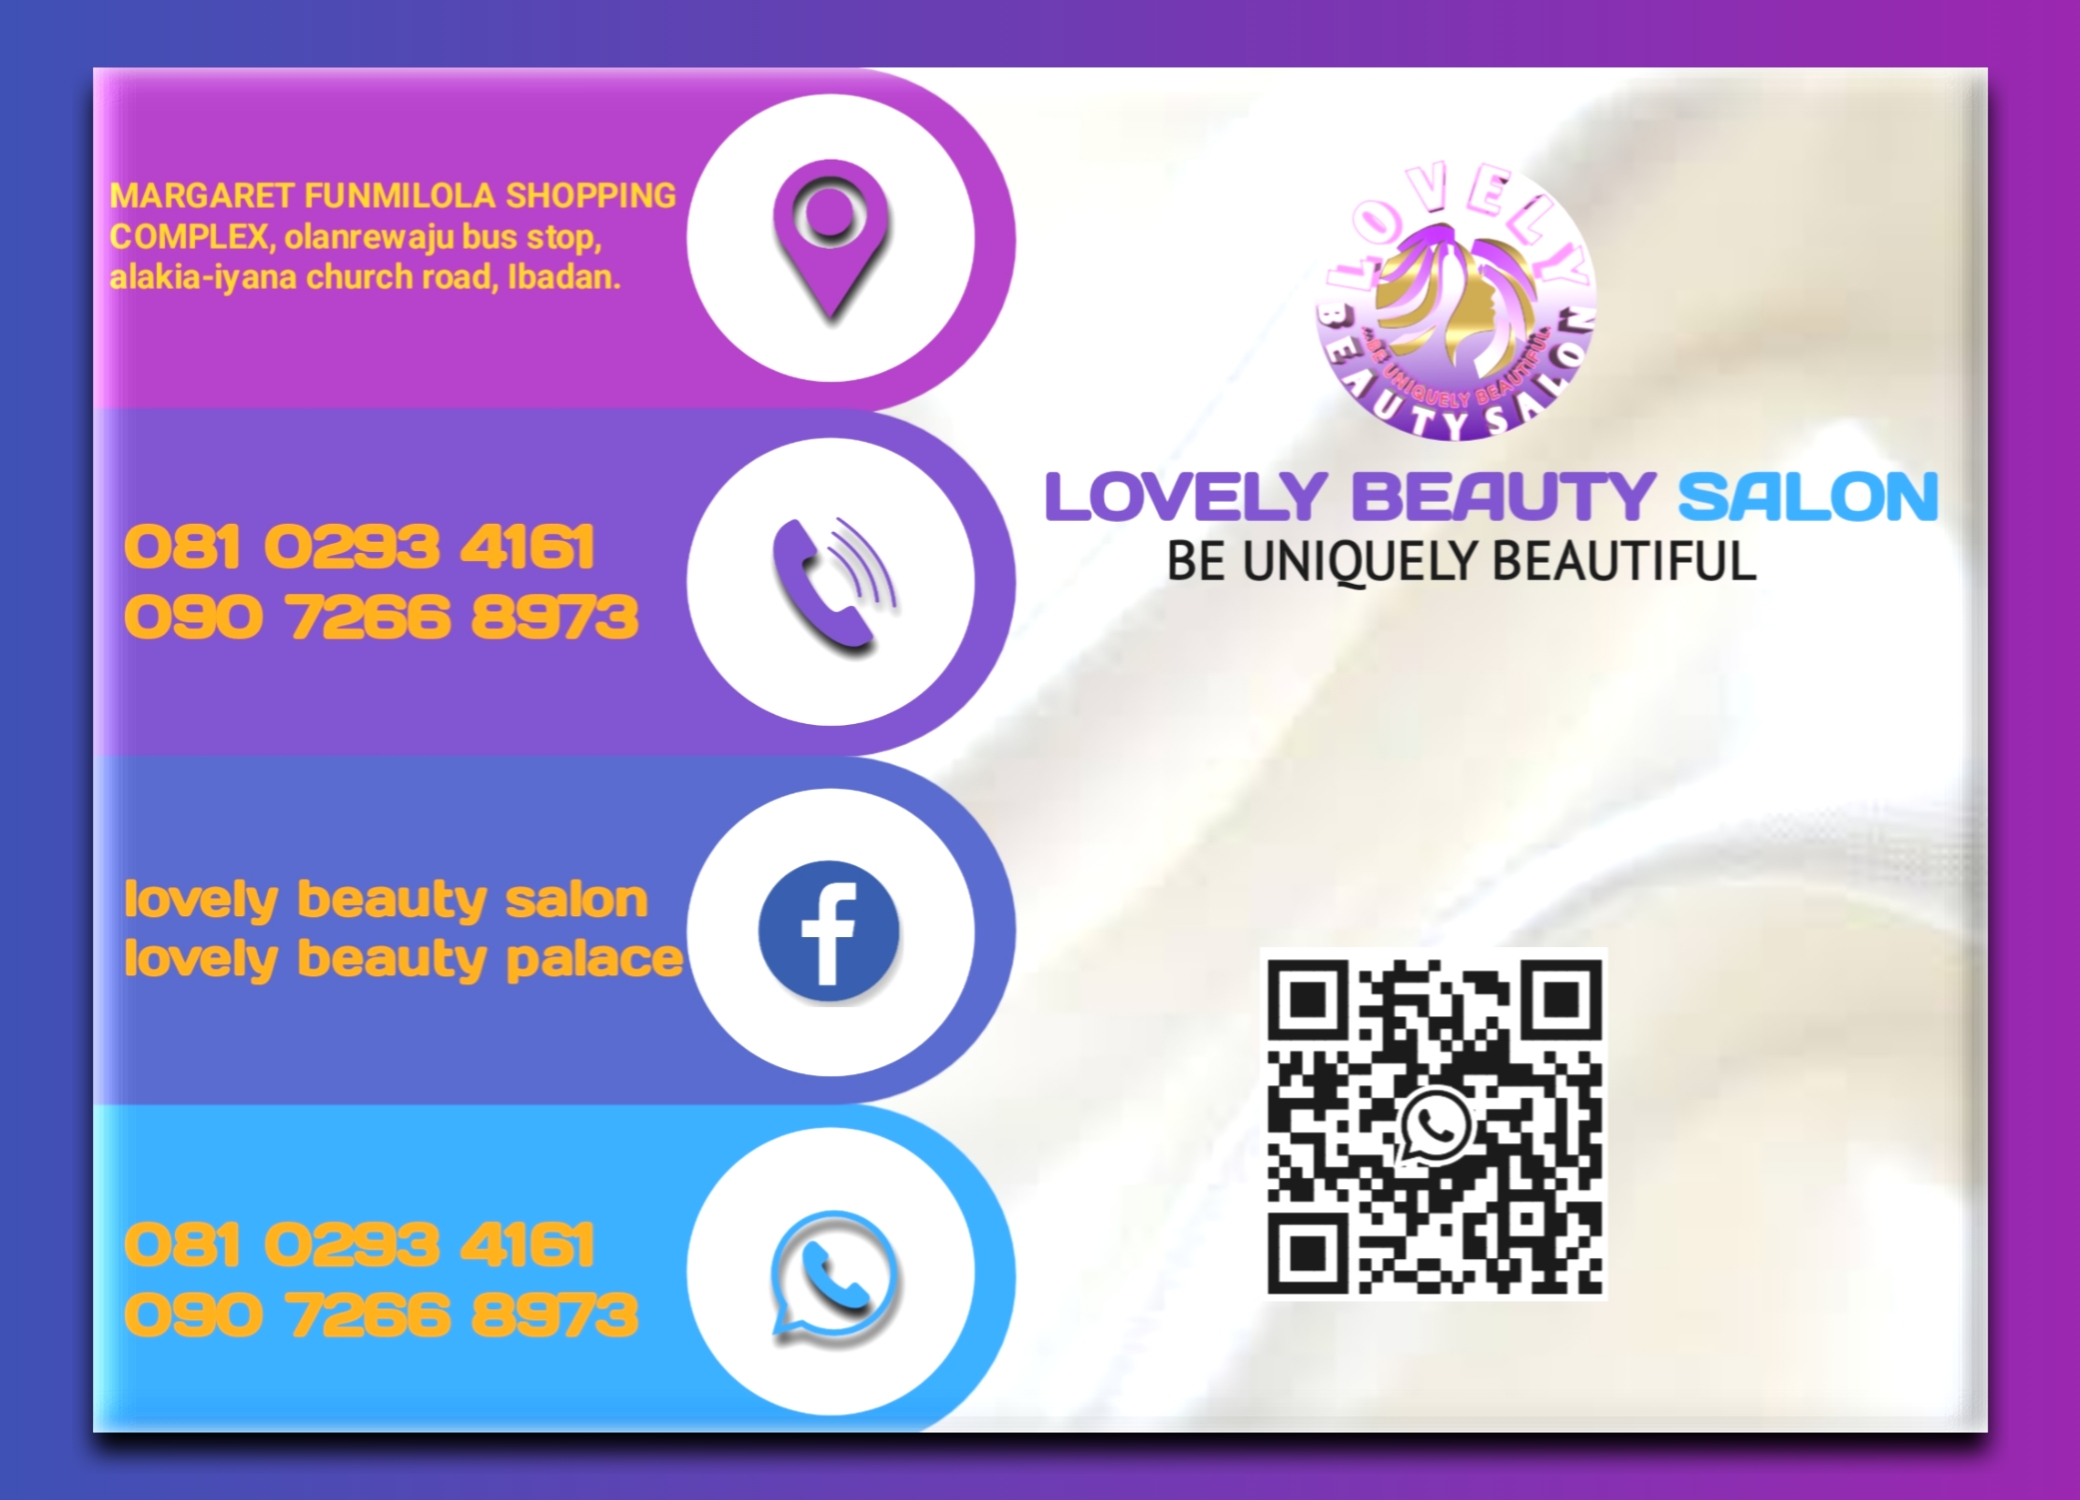 MARGARET FUNMILOLA SHOPPING
COMPLEX, olanrewaju bus stop,
alakia-iyana church road, Ibadan.
081 0293 4161
090 7266 8973
lovely beauty salon
lovely beauty palace
081 0293 4161
090 7266 8973
LOVELY
BEAUTY SALON
"BE UNIQUELY BEAUTIFUL"
LOVELY BEAUTY SALON
BE UNIQUELY BEAUTIFUL